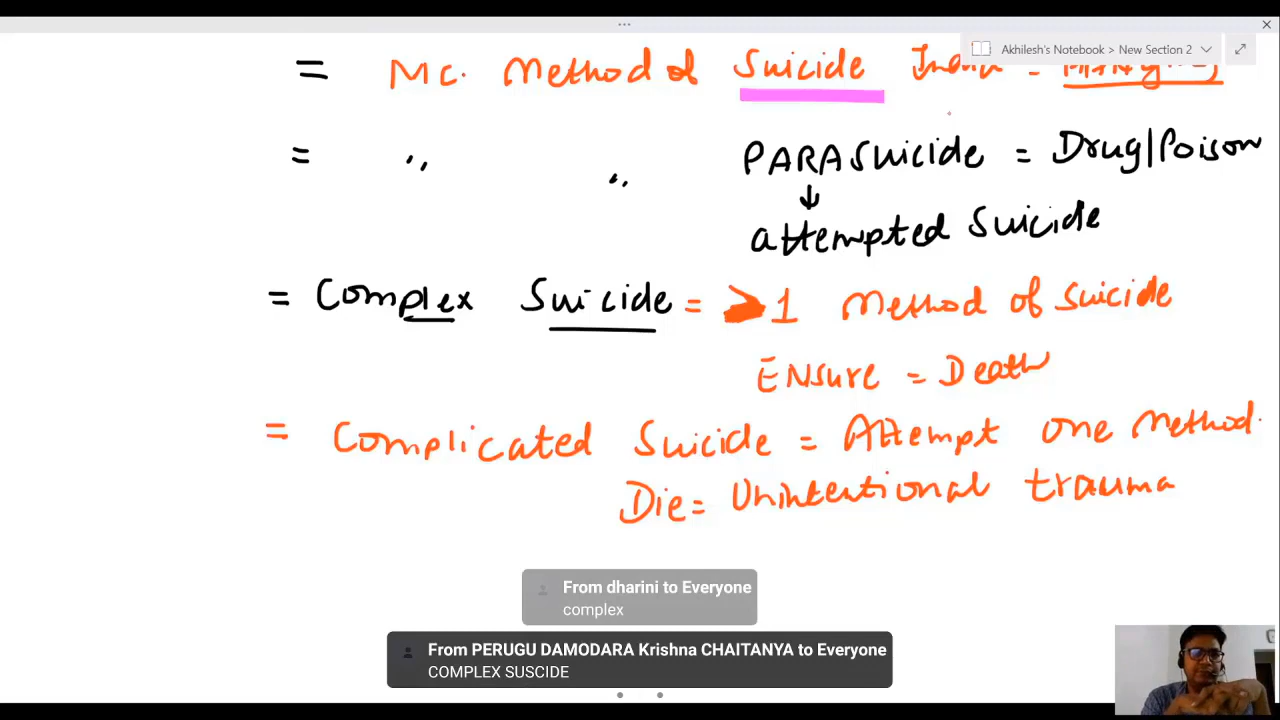 Akhilesh's Notebook > New Section 2
= Mc. Method of Suicide India =
= " " PARASuicide = Drug/Poison
↓
attempted Suicide
= Complex Suicide = >1 Method of Suicide
ENSure = Death
= Complicated Suicide = Attempt one Method.
Die = Unintentional trauma
From dharini to Everyone
complex
From PERUGU DAMODARA Krishna CHAITANYA to Everyone
COMPLEX SUSCIDE